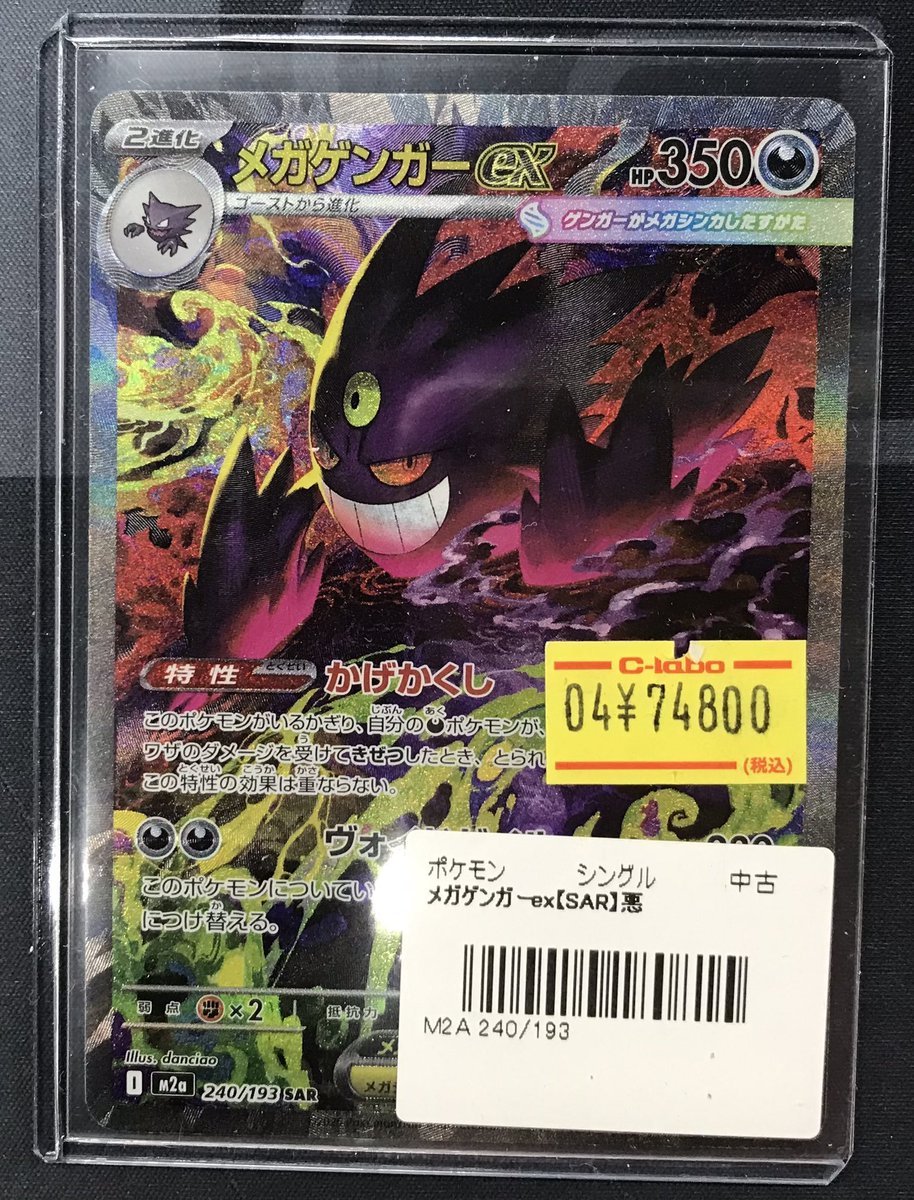 2進化
メガゲンガーex
HP350
ゴーストから進化
ゲンガーがメガシンカしたすがた
特性
とくせい
かげかくし
このポケモンがいるかぎり、自分のポケモンが、
ワザのダメージを受けてきぜつしたとき、とられ
この特性の効果は重ならない。
C-labo
04¥74800
(税込)
ヴォ
このポケモンについてい
につけ替える。
ポケモン シングル 中古
メガゲンガーex【SAR】悪
M2A 240/193
弱点 ×2 抵抗力
Illus. danciao
I m2a 240/193 SAR